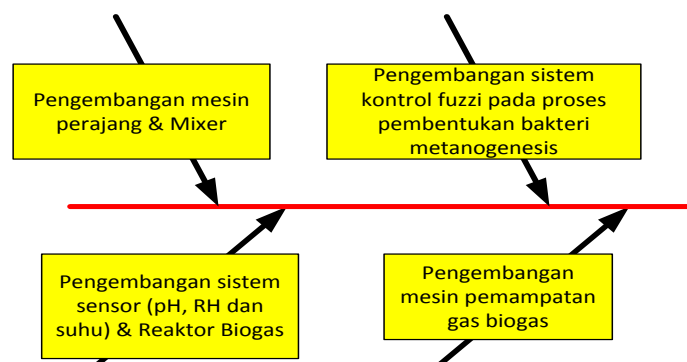 Pengembangan mesin
perajang & Mixer
Pengembangan sistem
kontrol fuzzi pada proses
pembentukan bakteri
metanogenesis
Pengembangan sistem
sensor (pH, RH dan
suhu) & Reaktor Biogas
Pengembangan
mesin pemampatan
gas biogas